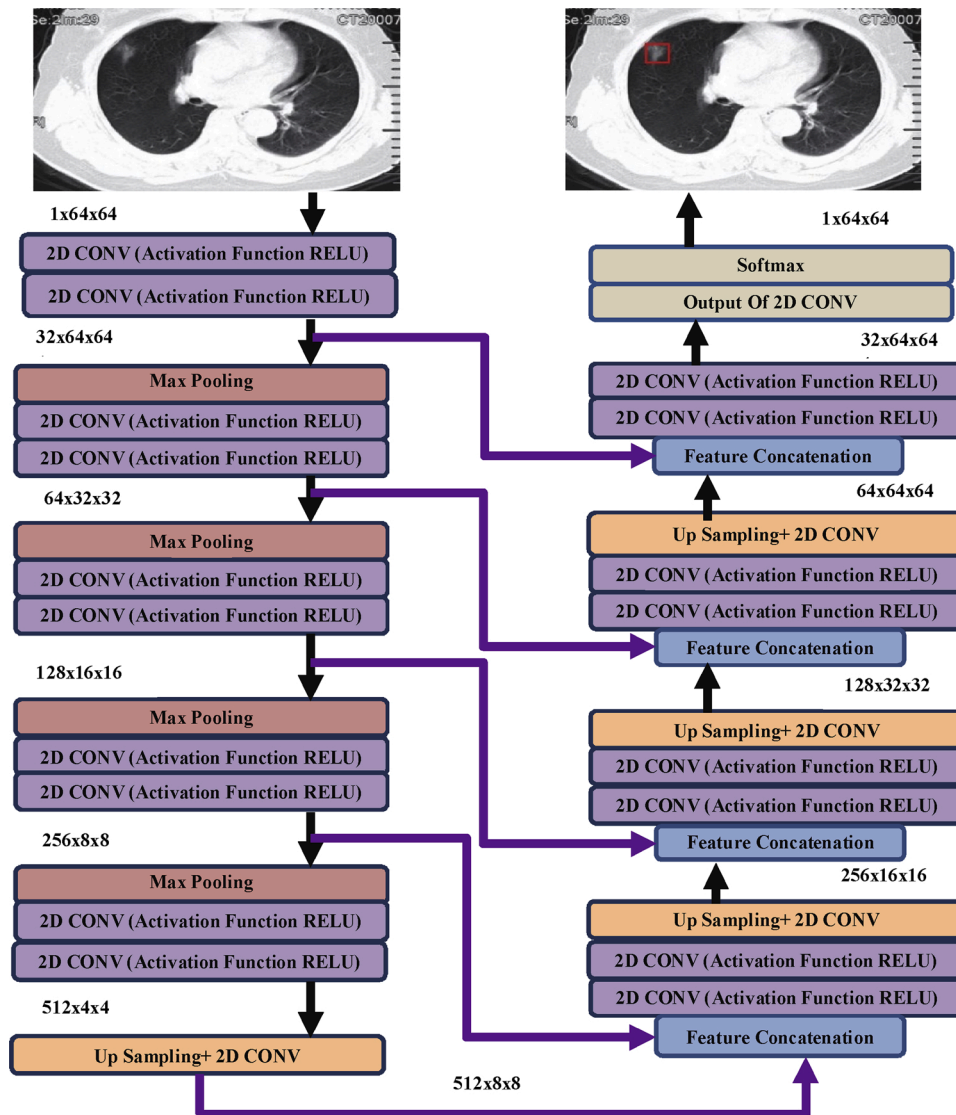 Se:2Im:29
CT20007
1x64x64
2D CONV (Activation Function RELU)
2D CONV (Activation Function RELU)
32x64x64
Max Pooling
2D CONV (Activation Function RELU)
2D CONV (Activation Function RELU)
64x32x32
Max Pooling
2D CONV (Activation Function RELU)
2D CONV (Activation Function RELU)
128x16x16
Max Pooling
2D CONV (Activation Function RELU)
2D CONV (Activation Function RELU)
256x8x8
Max Pooling
2D CONV (Activation Function RELU)
2D CONV (Activation Function RELU)
512x4x4
Up Sampling+ 2D CONV
512x8x8
Se:2Im:29
CT20007
1x64x64
Softmax
Output Of 2D CONV
32x64x64
2D CONV (Activation Function RELU)
2D CONV (Activation Function RELU)
Feature Concatenation
64x64x64
Up Sampling+ 2D CONV
2D CONV (Activation Function RELU)
2D CONV (Activation Function RELU)
Feature Concatenation
128x32x32
Up Sampling+ 2D CONV
2D CONV (Activation Function RELU)
2D CONV (Activation Function RELU)
Feature Concatenation
256x16x16
Up Sampling+ 2D CONV
2D CONV (Activation Function RELU)
2D CONV (Activation Function RELU)
Feature Concatenation